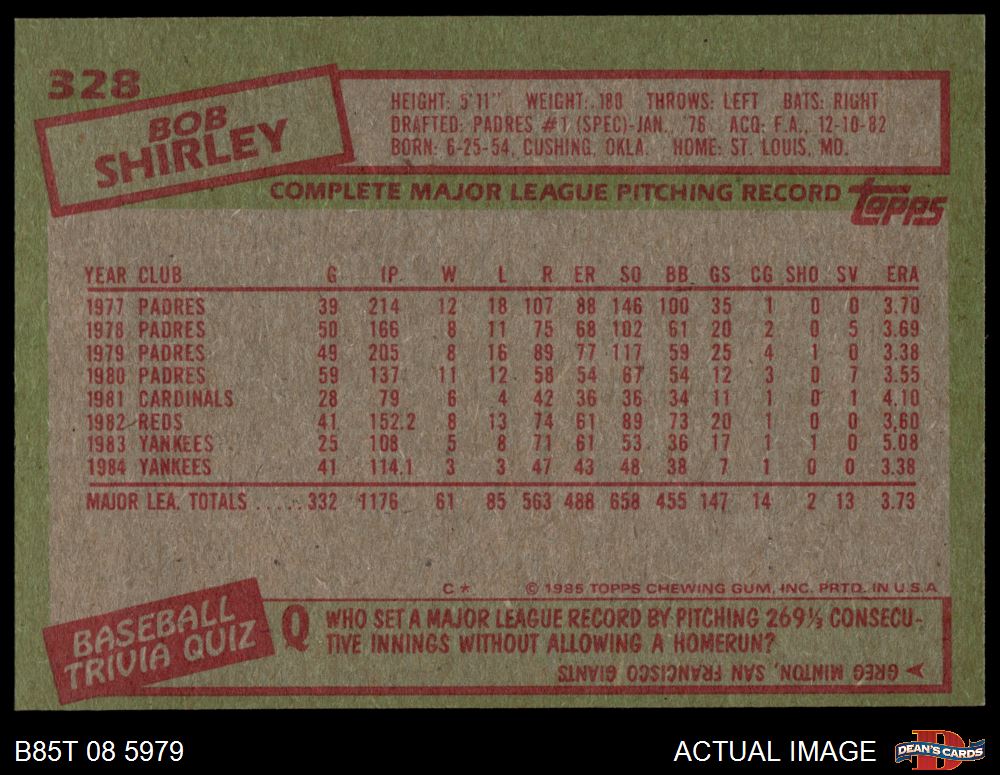 328
BOB
SHIRLEY
HEIGHT: 5'11" WEIGHT: 180 THROWS: LEFT BATS: RIGHT
DRAFTED: PADRES #1 (SPEC)-JAN., '76 ACQ: F.A., 12-10-82
BORN: 6-25-54, CUSHING, OKLA. HOME: ST. LOUIS, MO.
COMPLETE MAJOR LEAGUE PITCHING RECORD
Topps
YEAR CLUB G IP W L R ER SO BB GS CG SHO SV ERA
1977 PADRES 39 214 12 18 107 88 146 100 35 1 0 0 3.70
1978 PADRES 50 166 8 11 75 68 102 61 20 2 0 5 3.69
1979 PADRES 49 205 8 16 89 77 117 59 25 4 1 0 3.38
1980 PADRES 59 137 11 12 58 54 67 54 12 3 0 7 3.55
1981 CARDINALS 28 79 6 4 42 36 36 34 11 1 0 1 4.10
1982 REDS 41 152.2 8 13 74 61 89 73 20 1 0 0 3.60
1983 YANKEES 25 108 5 8 71 61 53 36 17 1 1 0 5.08
1984 YANKEES 41 114.1 3 3 47 43 48 38 7 1 0 0 3.38
MAJOR LEA. TOTALS ..... 332 1176 61 85 563 488 658 455 147 14 2 13 3.73
C * © 1985 TOPPS CHEWING GUM, INC. PRTD. IN U.S.A
BASEBALL
TRIVIA QUIZ
Q WHO SET A MAJOR LEAGUE RECORD BY PITCHING 269⅓ CONSECU-
TIVE INNINGS WITHOUT ALLOWING A HOMERUN?
GREG MINTON, SAN FRANCISCO GIANTS
B85T 08 5979
ACTUAL IMAGE
DEAN'S CARDS